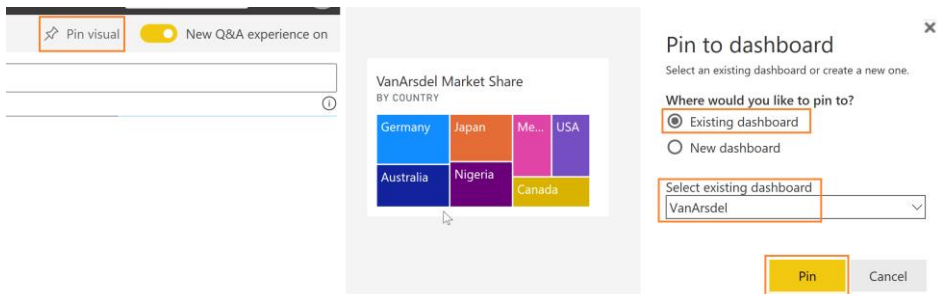 Pin visual
New Q&A experience on
VanArsdel Market Share
BY COUNTRY
Germany
Japan
Me...
USA
Australia
Nigeria
Canada
Pin to dashboard
Select an existing dashboard or create a new one.
Where would you like to pin to?
Existing dashboard
New dashboard
Select existing dashboard
VanArsdel
Pin
Cancel